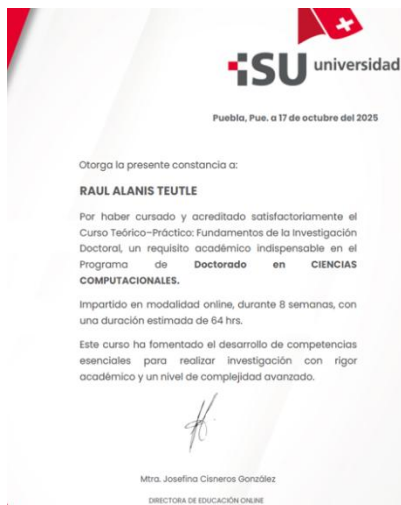 iSU universidad
Puebla, Pue. a 17 de octubre del 2025
Otorga la presente constancia a:
RAUL ALANIS TEUTLE
Por haber cursado y acreditado satisfactoriamente el
Curso Teórico–Práctico: Fundamentos de la Investigación
Doctoral, un requisito académico indispensable en el
Programa de Doctorado en CIENCIAS
COMPUTACIONALES.
Impartido en modalidad online, durante 8 semanas, con
una duración estimada de 64 hrs.
Este curso ha fomentado el desarrollo de competencias
esenciales para realizar investigación con rigor
académico y un nivel de complejidad avanzado.
Mtra. Josefina Cisneros González
DIRECTORA DE EDUCACIÓN ONLINE